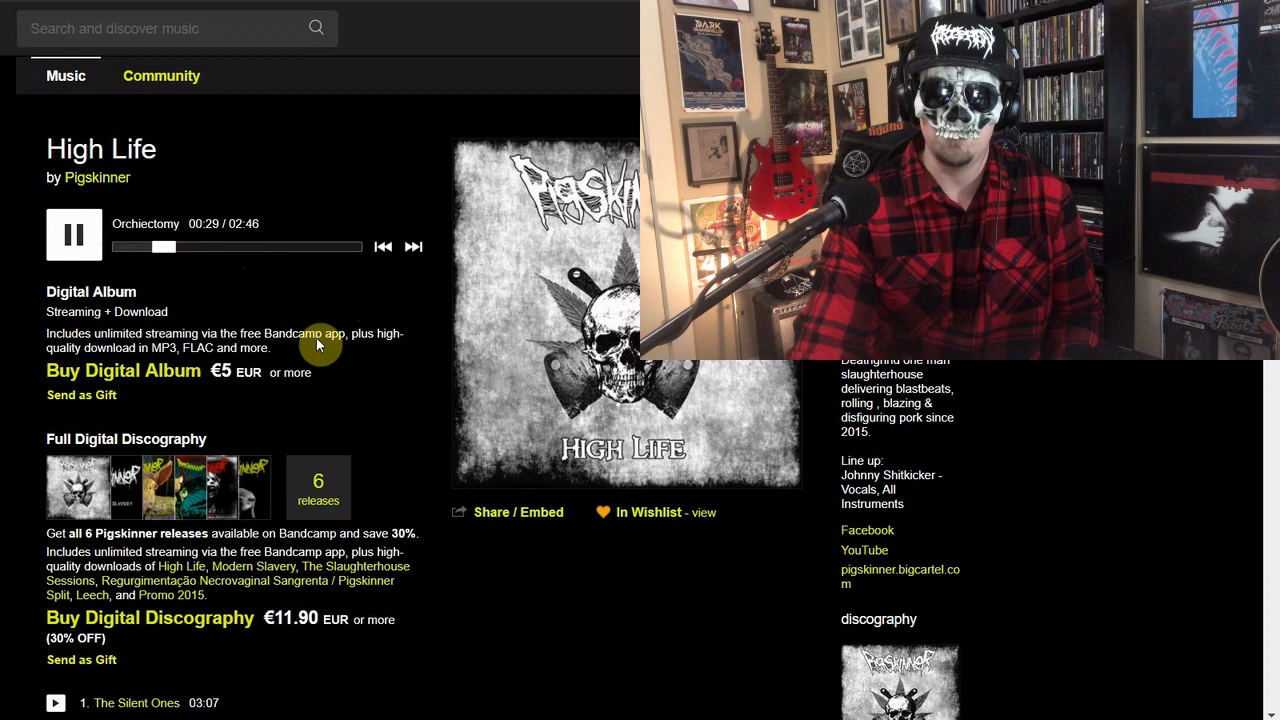 Search and discover music
Music
Community
High Life
by Pigskinner
Orchiectomy 00:29 / 02:46
Digital Album
Streaming + Download
Includes unlimited streaming via the free Bandcamp app, plus high-
quality download in MP3, FLAC and more.
Buy Digital Album €5 EUR or more
Send as Gift
Full Digital Discography
6
releases
Get all 6 Pigskinner releases available on Bandcamp and save 30%.
Includes unlimited streaming via the free Bandcamp app, plus high-
quality downloads of High Life, Modern Slavery, The Slaughterhouse
Sessions, Regurgimentação Necrovaginal Sangrenta / Pigskinner
Split, Leech, and Promo 2015.
Buy Digital Discography €11.90 EUR or more
(30% OFF)
Send as Gift
1. The Silent Ones 03:07
HIGH LIFE
Share / Embed
In Wishlist - view
DARK
TRANQUILLITY
Deathgrind one man
slaughterhouse
delivering blastbeats,
rolling , blazing &
disfiguring pork since
2015.
Line up:
Johnny Shitkicker -
Vocals, All
Instruments
Facebook
YouTube
pigskinner.bigcartel.co
m
discography
PIGSKINNER